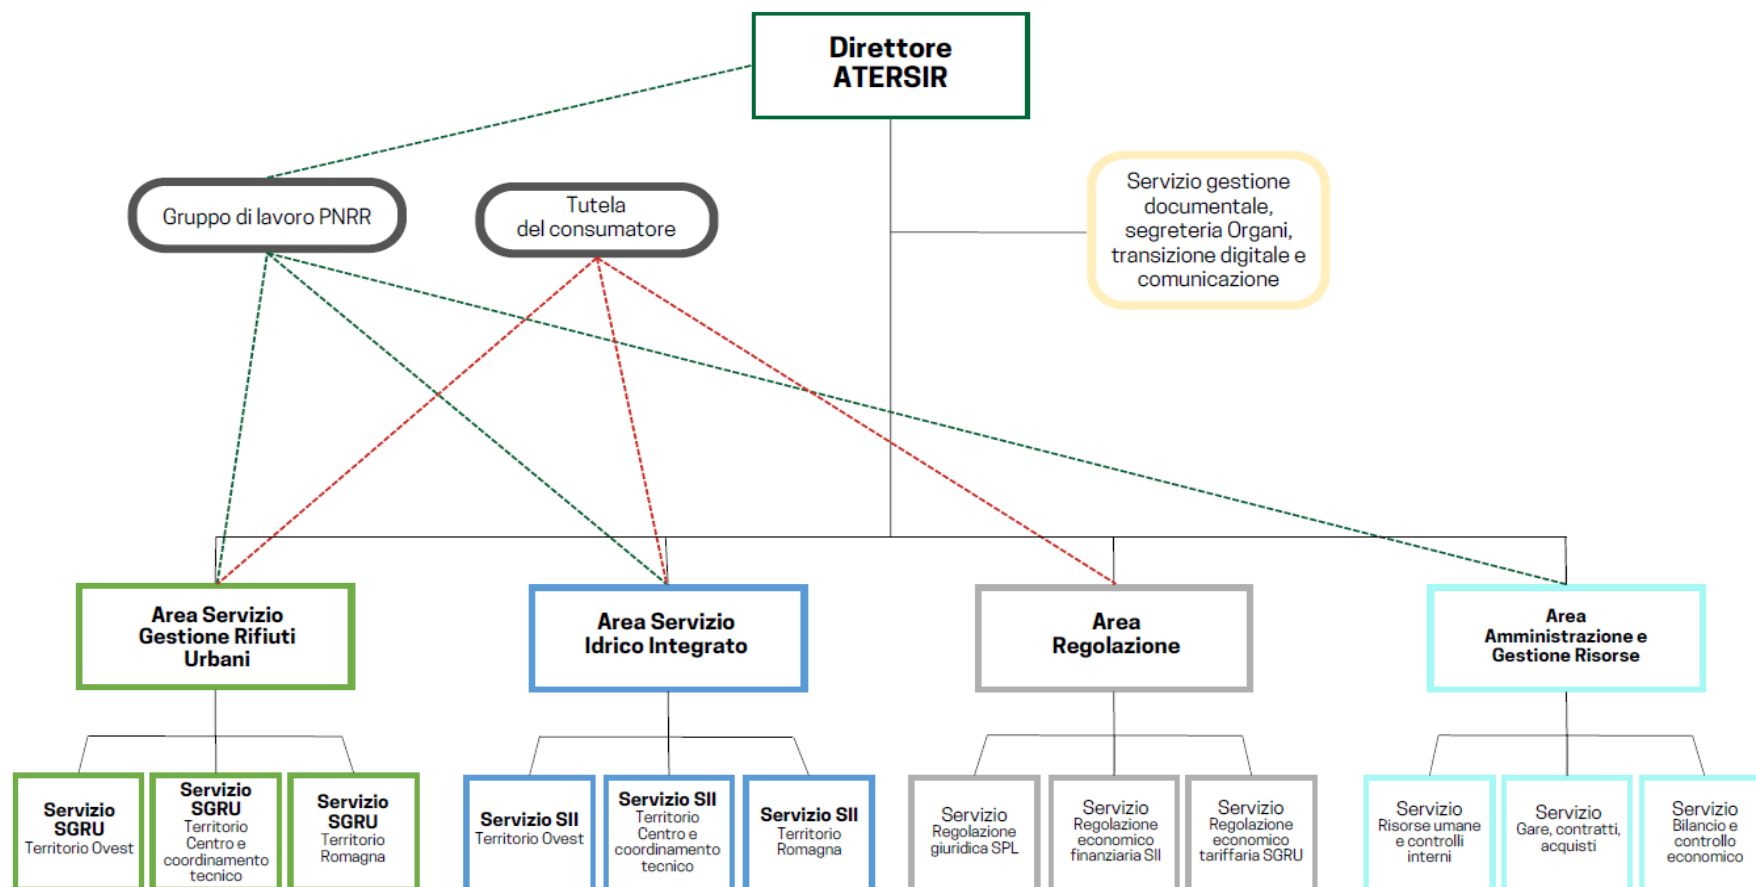 Direttore
ATERSIR
Gruppo di lavoro PNRR
Tutela
del consumatore
Servizio gestione
documentale,
segreteria Organi,
transizione digitale e
comunicazione
Area Servizio
Gestione Rifiuti
Urbani
Area Servizio
Idrico Integrato
Area
Regolazione
Area
Amministrazione e
Gestione Risorse
Servizio
SGRU
Territorio Ovest
Servizio
SGRU
Territorio
Centro e
coordinamento
tecnico
Servizio
SGRU
Territorio
Romagna
Servizio SII
Territorio Ovest
Servizio SII
Territorio
Centro e
coordinamento
tecnico
Servizio SII
Territorio
Romagna
Servizio
Regolazione
giuridica SPL
Servizio
Regolazione
economico
finanziaria SII
Servizio
Regolazione
economico
tariffaria SGRU
Servizio
Risorse umane
e controlli
interni
Servizio
Gare, contratti,
acquisti
Servizio
Bilancio e
controllo
economico